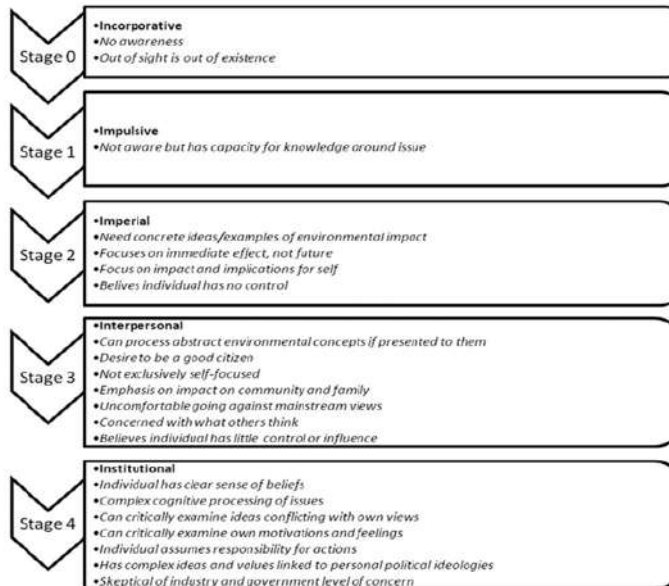 Stage 0
•Incorporative
•No awareness
•Out of sight is out of existence
Stage 1
•Impulsive
•Not aware but has capacity for knowledge around issue
Stage 2
•Imperial
•Need concrete ideas/examples of environmental impact
•Focuses on immediate effect, not future
•Focus on impact and implications for self
•Belives individual has no control
Stage 3
•Interpersonal
•Can process abstract environmental concepts if presented to them
•Desire to be a good citizen
•Not exclusively self-focused
•Emphasis on impact on community and family
•Uncomfortable going against mainstream views
•Concerned with what others think
•Believes individual has little control or influence
Stage 4
•Institutional
•Individual has clear sense of beliefs
•Complex cognitive processing of issues
•Can critically examine ideas conflicting with own views
•Can critically examine own motivations and feelings
•Individual assumes responsibility for actions
•Has complex ideas and values linked to personal political ideologies
•Skeptical of industry and government level of concern